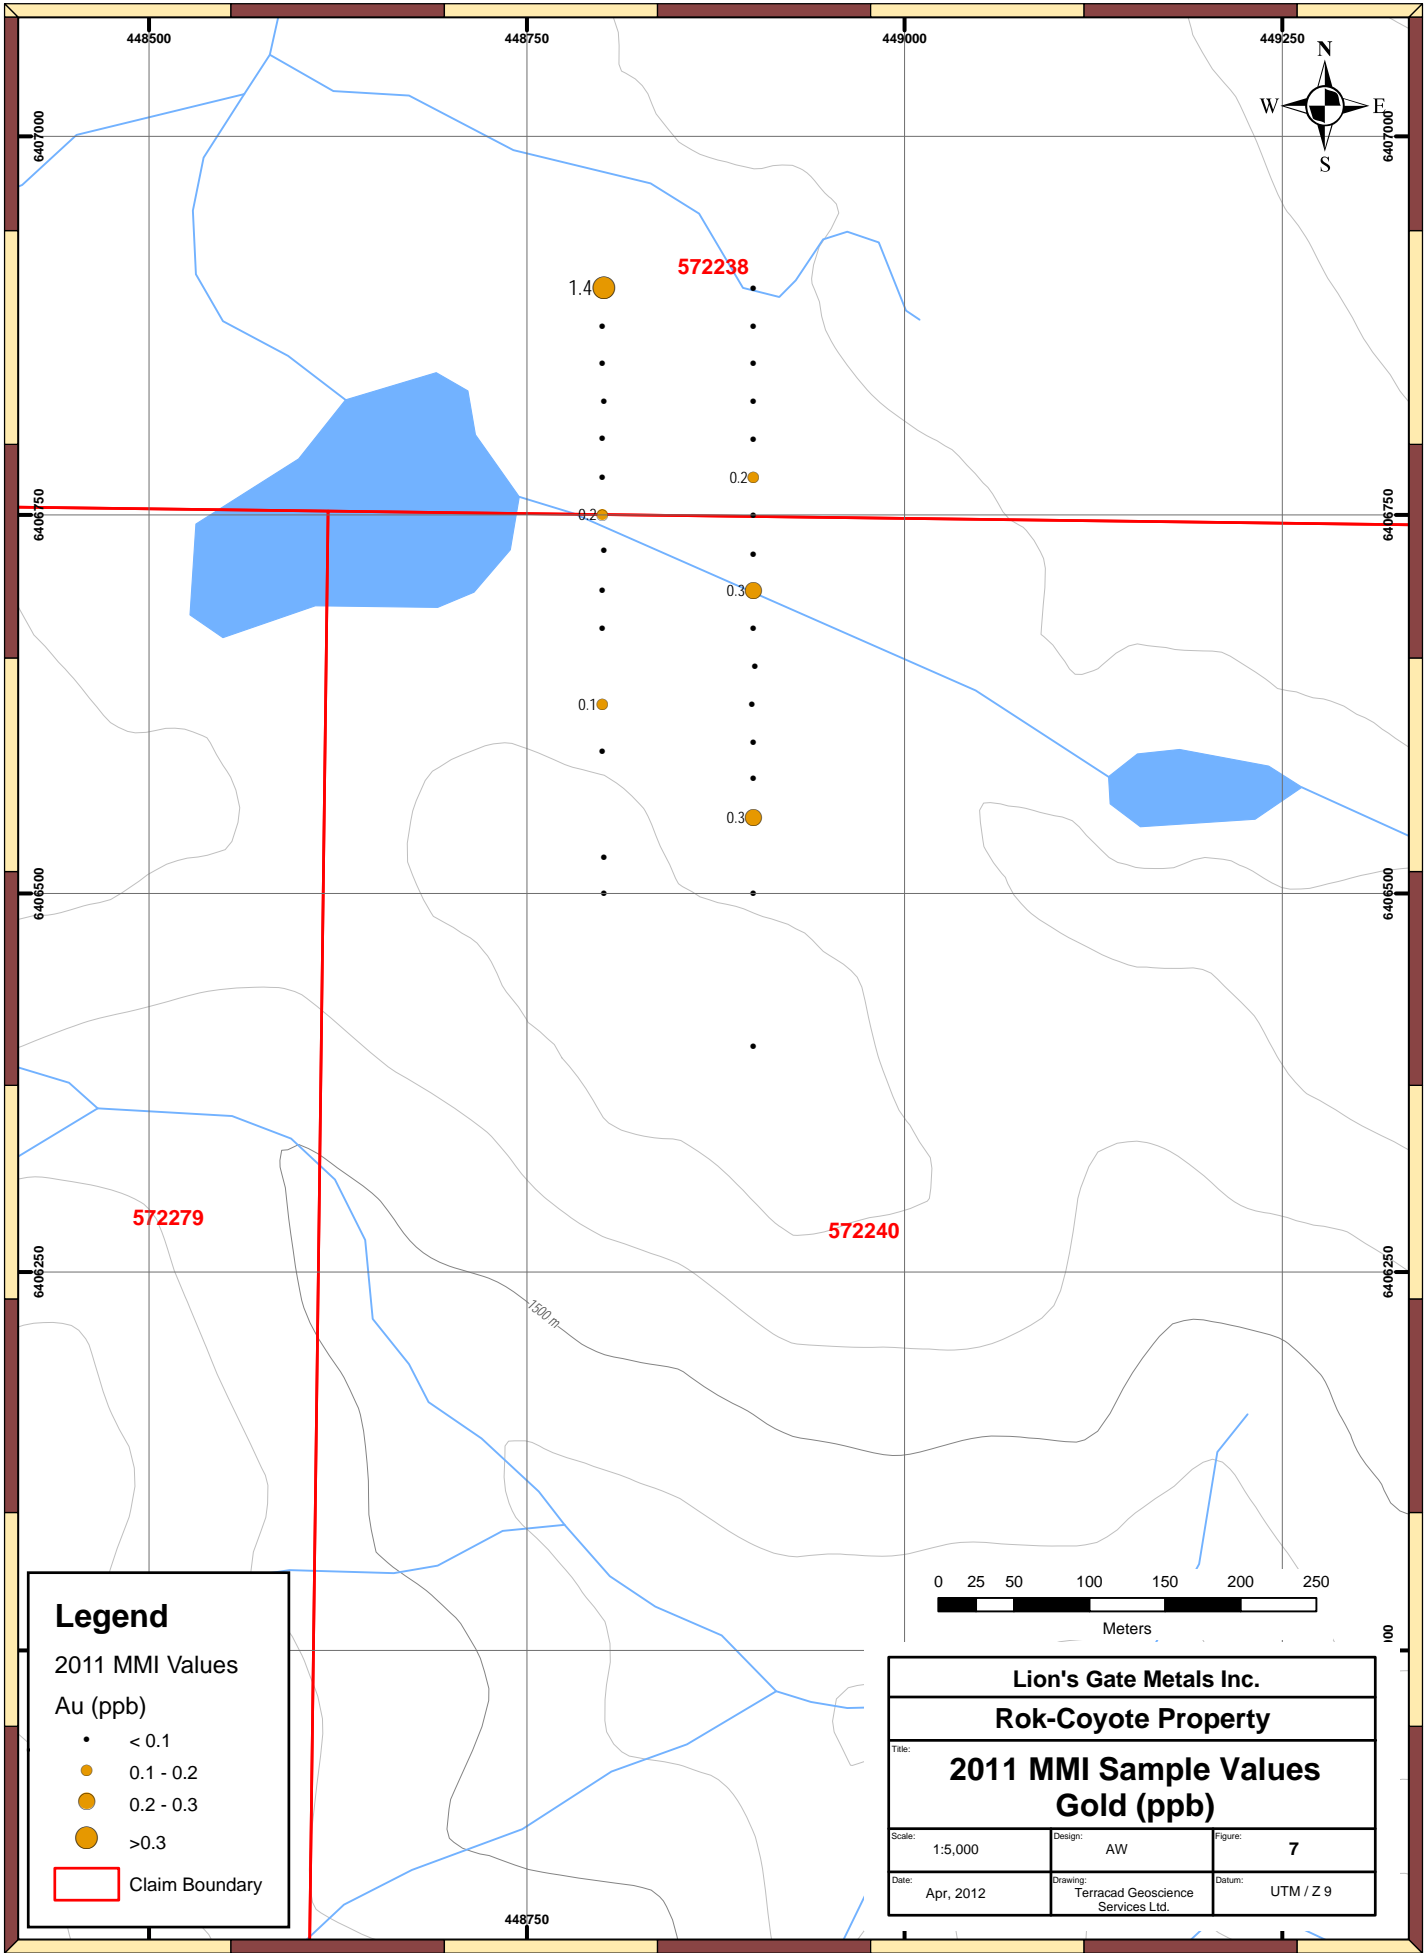 448500 448750 449000 449250
N
W E
S
6407000 6407000
572238
1.4
0.2
6406750 6406750
0.2
0.3
0.1
0.3
6406500 6406500
572279
572240
6406250 6406250
1500 m
0 25 50 100 150 200 250
Meters
00
Legend
2011 MMI Values
Au (ppb)
< 0.1
0.1 - 0.2
0.2 - 0.3
>0.3
Claim Boundary
Lion's Gate Metals Inc.
Rok-Coyote Property
Title:
2011 MMI Sample Values
Gold (ppb)
Scale: 1:5,000
Design: AW
Figure: 7
Date: Apr, 2012
Drawing: Terracad Geoscience
Services Ltd.
Datum: UTM / Z 9
448750